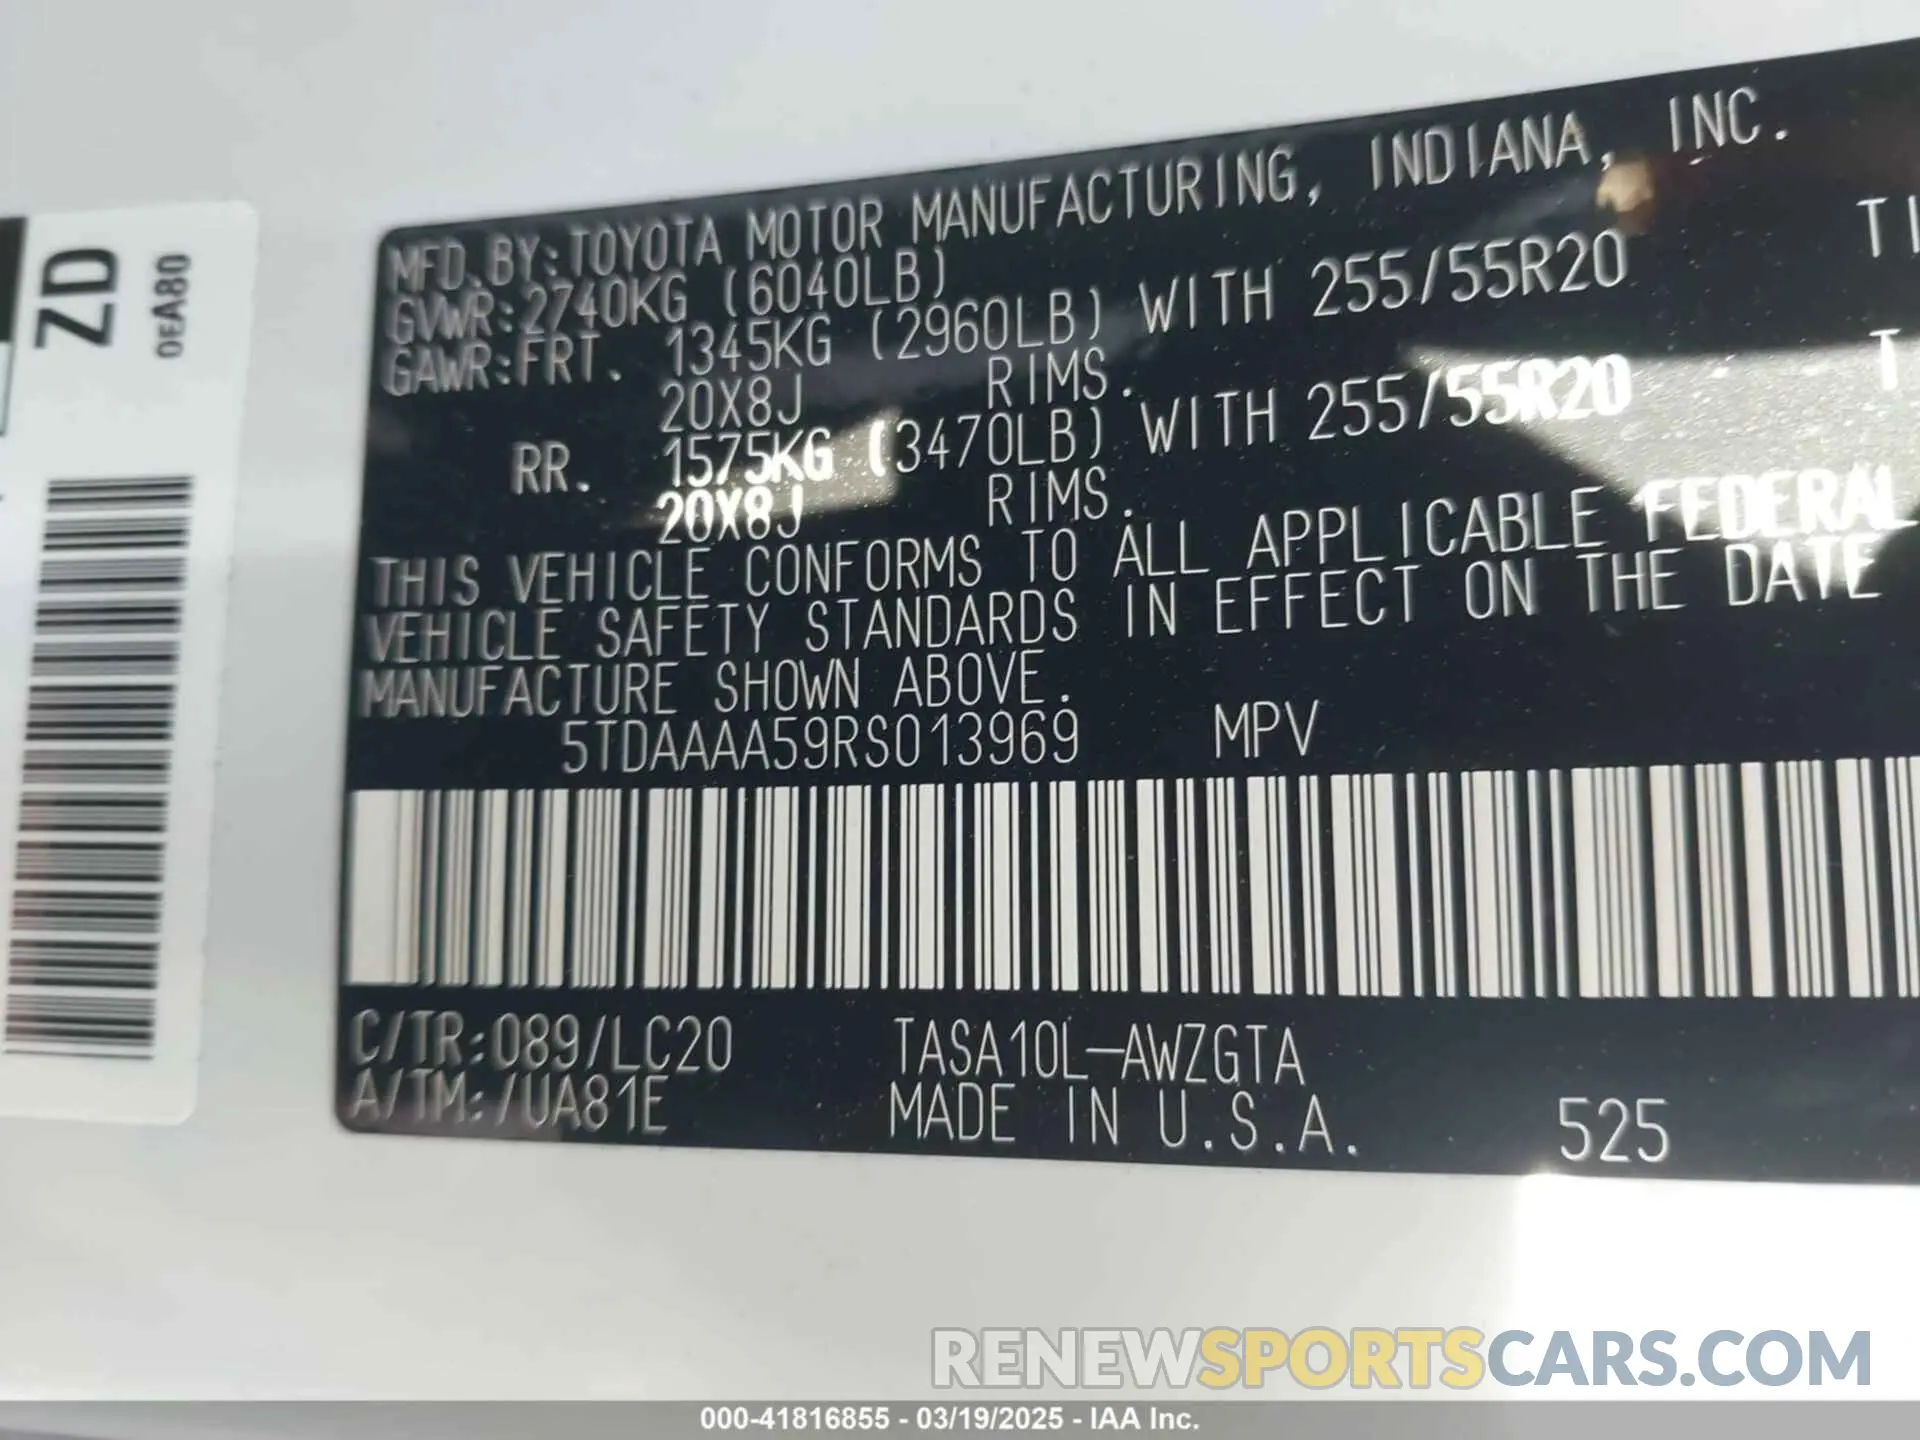 MFD.BY:TOYOTA MOTOR MANUFACTURING, INDIANA, INC.
GVWR:2740KG (6040LB)
GAWR:FRT. 1345KG (2960LB) WITH 255/55R20 TI
20X8J RIMS.
RR. 1575KG (3470LB) WITH 255/55R20 T
20X8J RIMS.
THIS VEHICLE CONFORMS TO ALL APPLICABLE FEDERAL
VEHICLE SAFETY STANDARDS IN EFFECT ON THE DATE
MANUFACTURE SHOWN ABOVE.
5TDAAAA59RS013969 MPV
C/TR:089/LC20 TASA10L-AWZGTA
A/TM:/UA81E MADE IN U.S.A. 525
ZD
0EA80
RENEWSPORTSCARS.COM
000-41816855 - 03/19/2025 - IAA Inc.